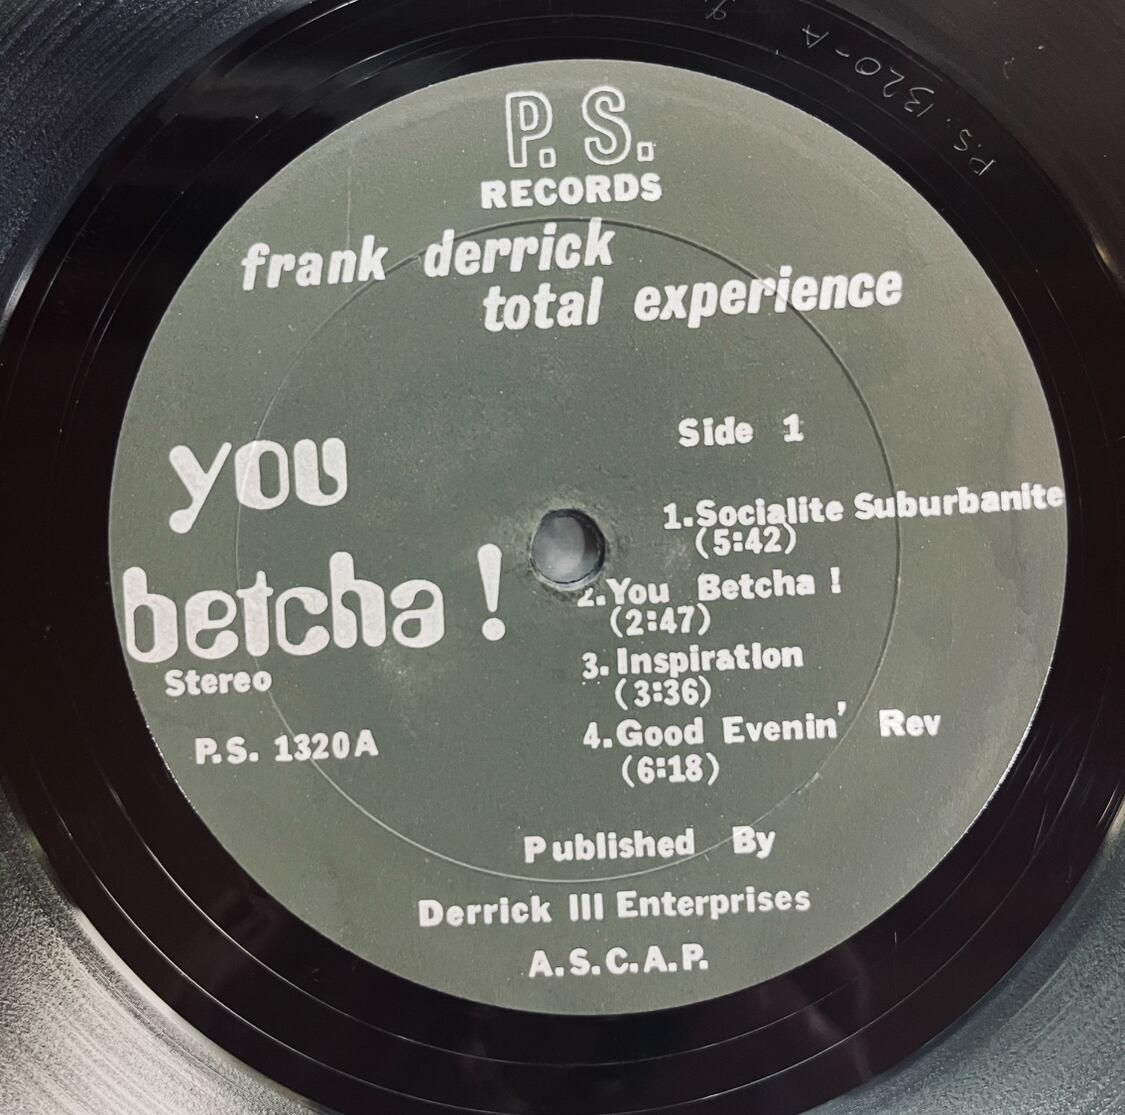 P.S. 1320-A
P. S.
RECORDS
frank derrick
total experience
Side 1
you
betcha !
1.Socialite Suburbanite
(5:42)
2.You Betcha !
(2:47)
3. Inspiration
(3:36)
4.Good Evenin' Rev
(6:18)
Stereo
P.S. 1320A
Published By
Derrick III Enterprises
A.S.C.A.P.